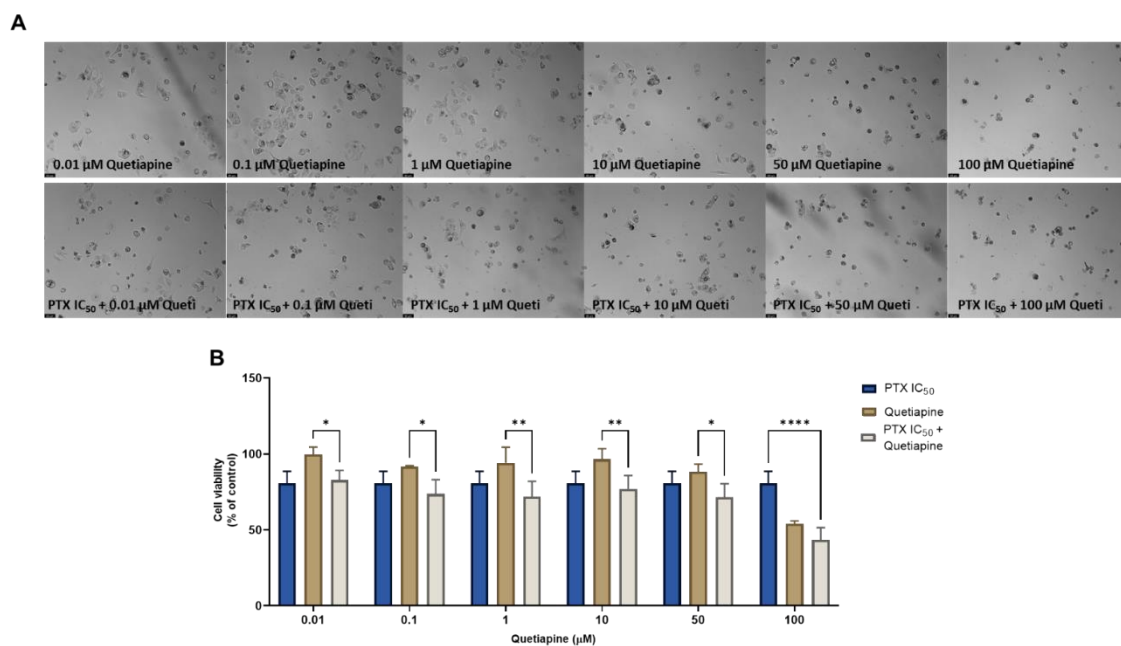 A
0.01 µM Quetiapine
0.1 µM Quetiapine
1 µM Quetiapine
10 µM Quetiapine
50 µM Quetiapine
100 µM Quetiapine
PTX IC50 + 0.01 µM Queti
PTX IC50 + 0.1 µM Queti
PTX IC50 + 1 µM Queti
PTX IC50 + 10 µM Queti
PTX IC50 + 50 µM Queti
PTX IC50 + 100 µM Queti
B
150
100
50
0
Cell viability
(% of control)
* * ** ** * ****
0.01 0.1 1 10 50 100
Quetiapine (µM)
PTX IC50
Quetiapine
PTX IC50 +
Quetiapine